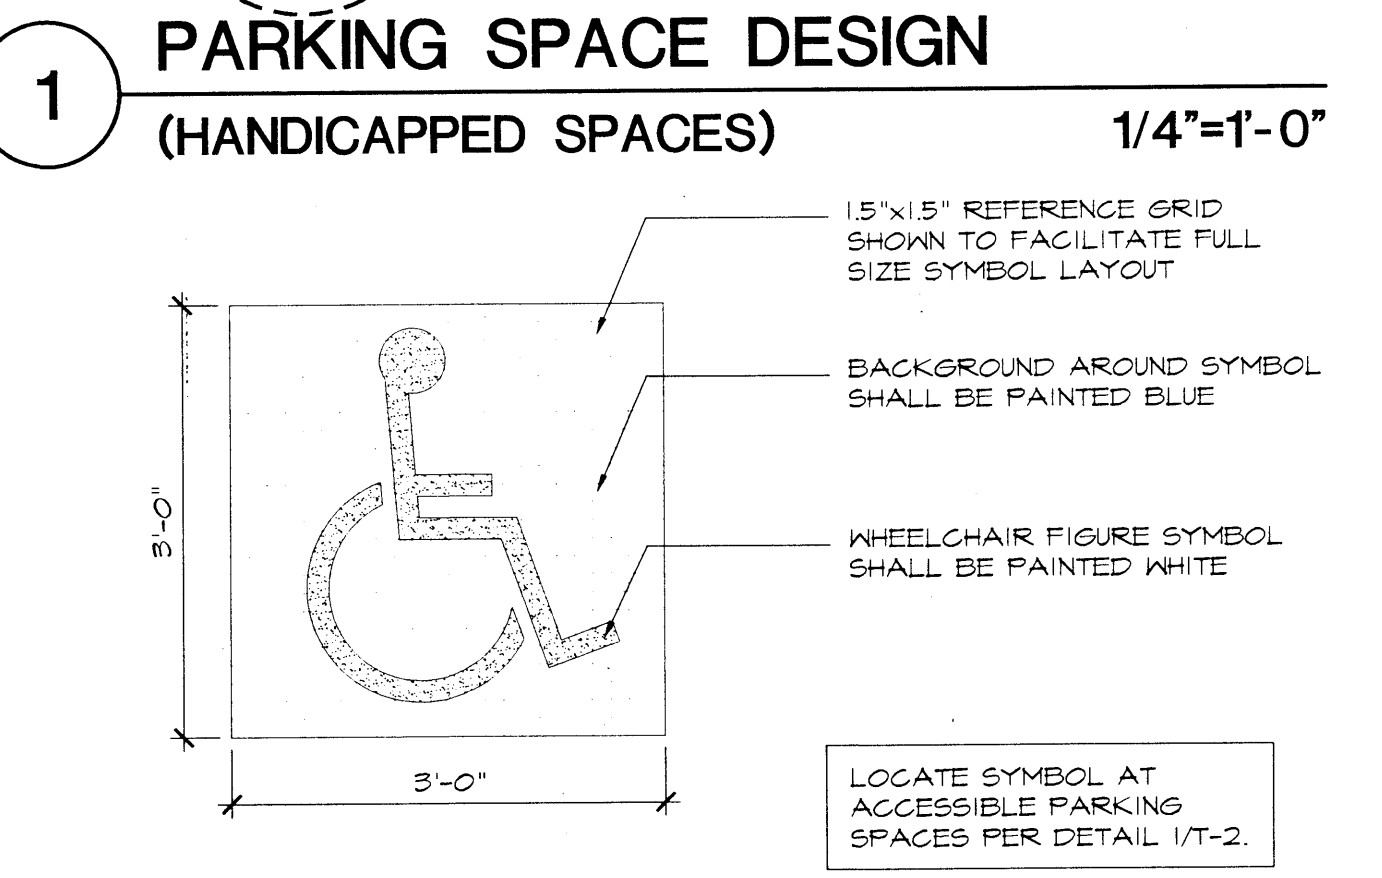 1
PARKING SPACE DESIGN
(HANDICAPPED SPACES)
1/4"=1'-0"
1.5"x1.5" REFERENCE GRID
SHOWN TO FACILITATE FULL
SIZE SYMBOL LAYOUT
BACKGROUND AROUND SYMBOL
SHALL BE PAINTED BLUE
WHEELCHAIR FIGURE SYMBOL
SHALL BE PAINTED WHITE
3'-0"
3'-0"
LOCATE SYMBOL AT
ACCESSIBLE PARKING
SPACES PER DETAIL 1/T-2.